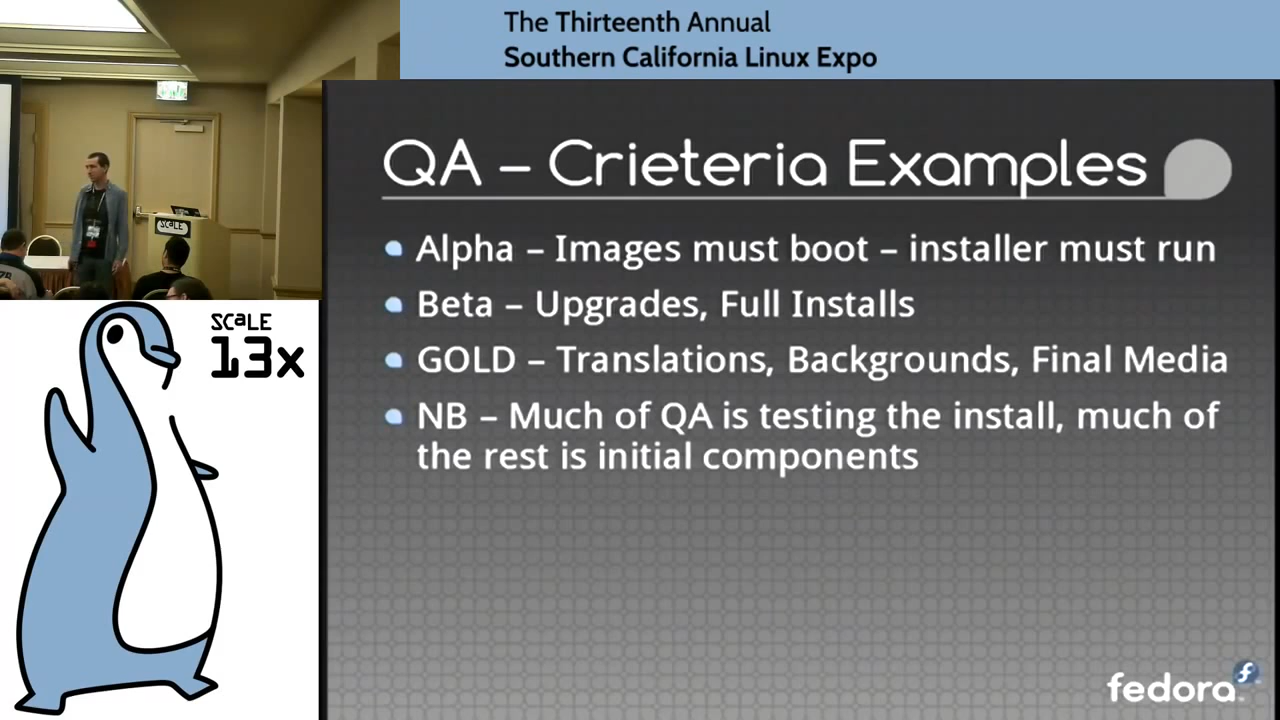 The Thirteenth Annual
Southern California Linux Expo
QA – Crieteria Examples
Alpha – Images must boot – installer must run
Beta – Upgrades, Full Installs
GOLD – Translations, Backgrounds, Final Media
NB – Much of QA is testing the install, much of
the rest is initial components
fedora
SCaLE
13x
SCaLE